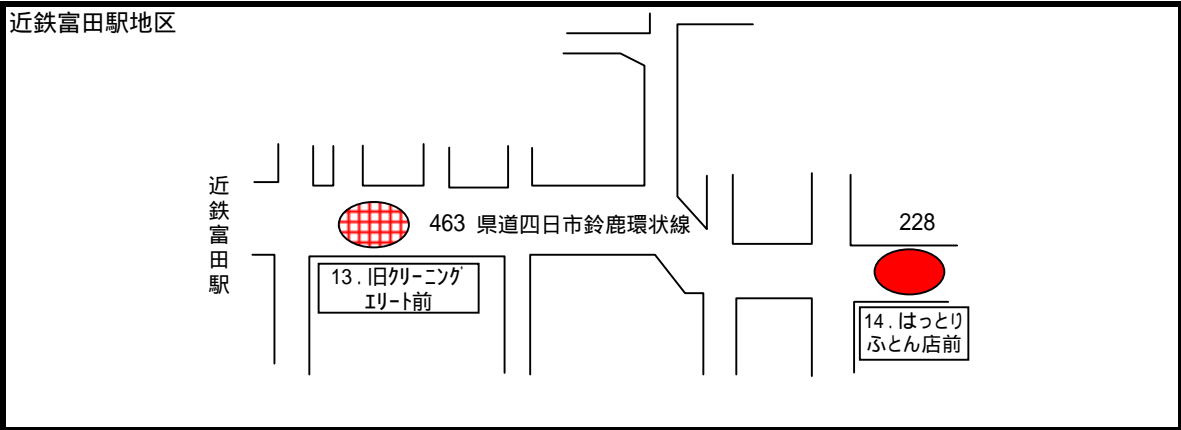 近鉄富田駅地区
近鉄富田駅
463 県道四日市鈴鹿環状線
228
13．旧ｸﾘｰﾆﾝｸﾞ
ｴﾘｰﾄ前
14．はっとり
ふとん店前